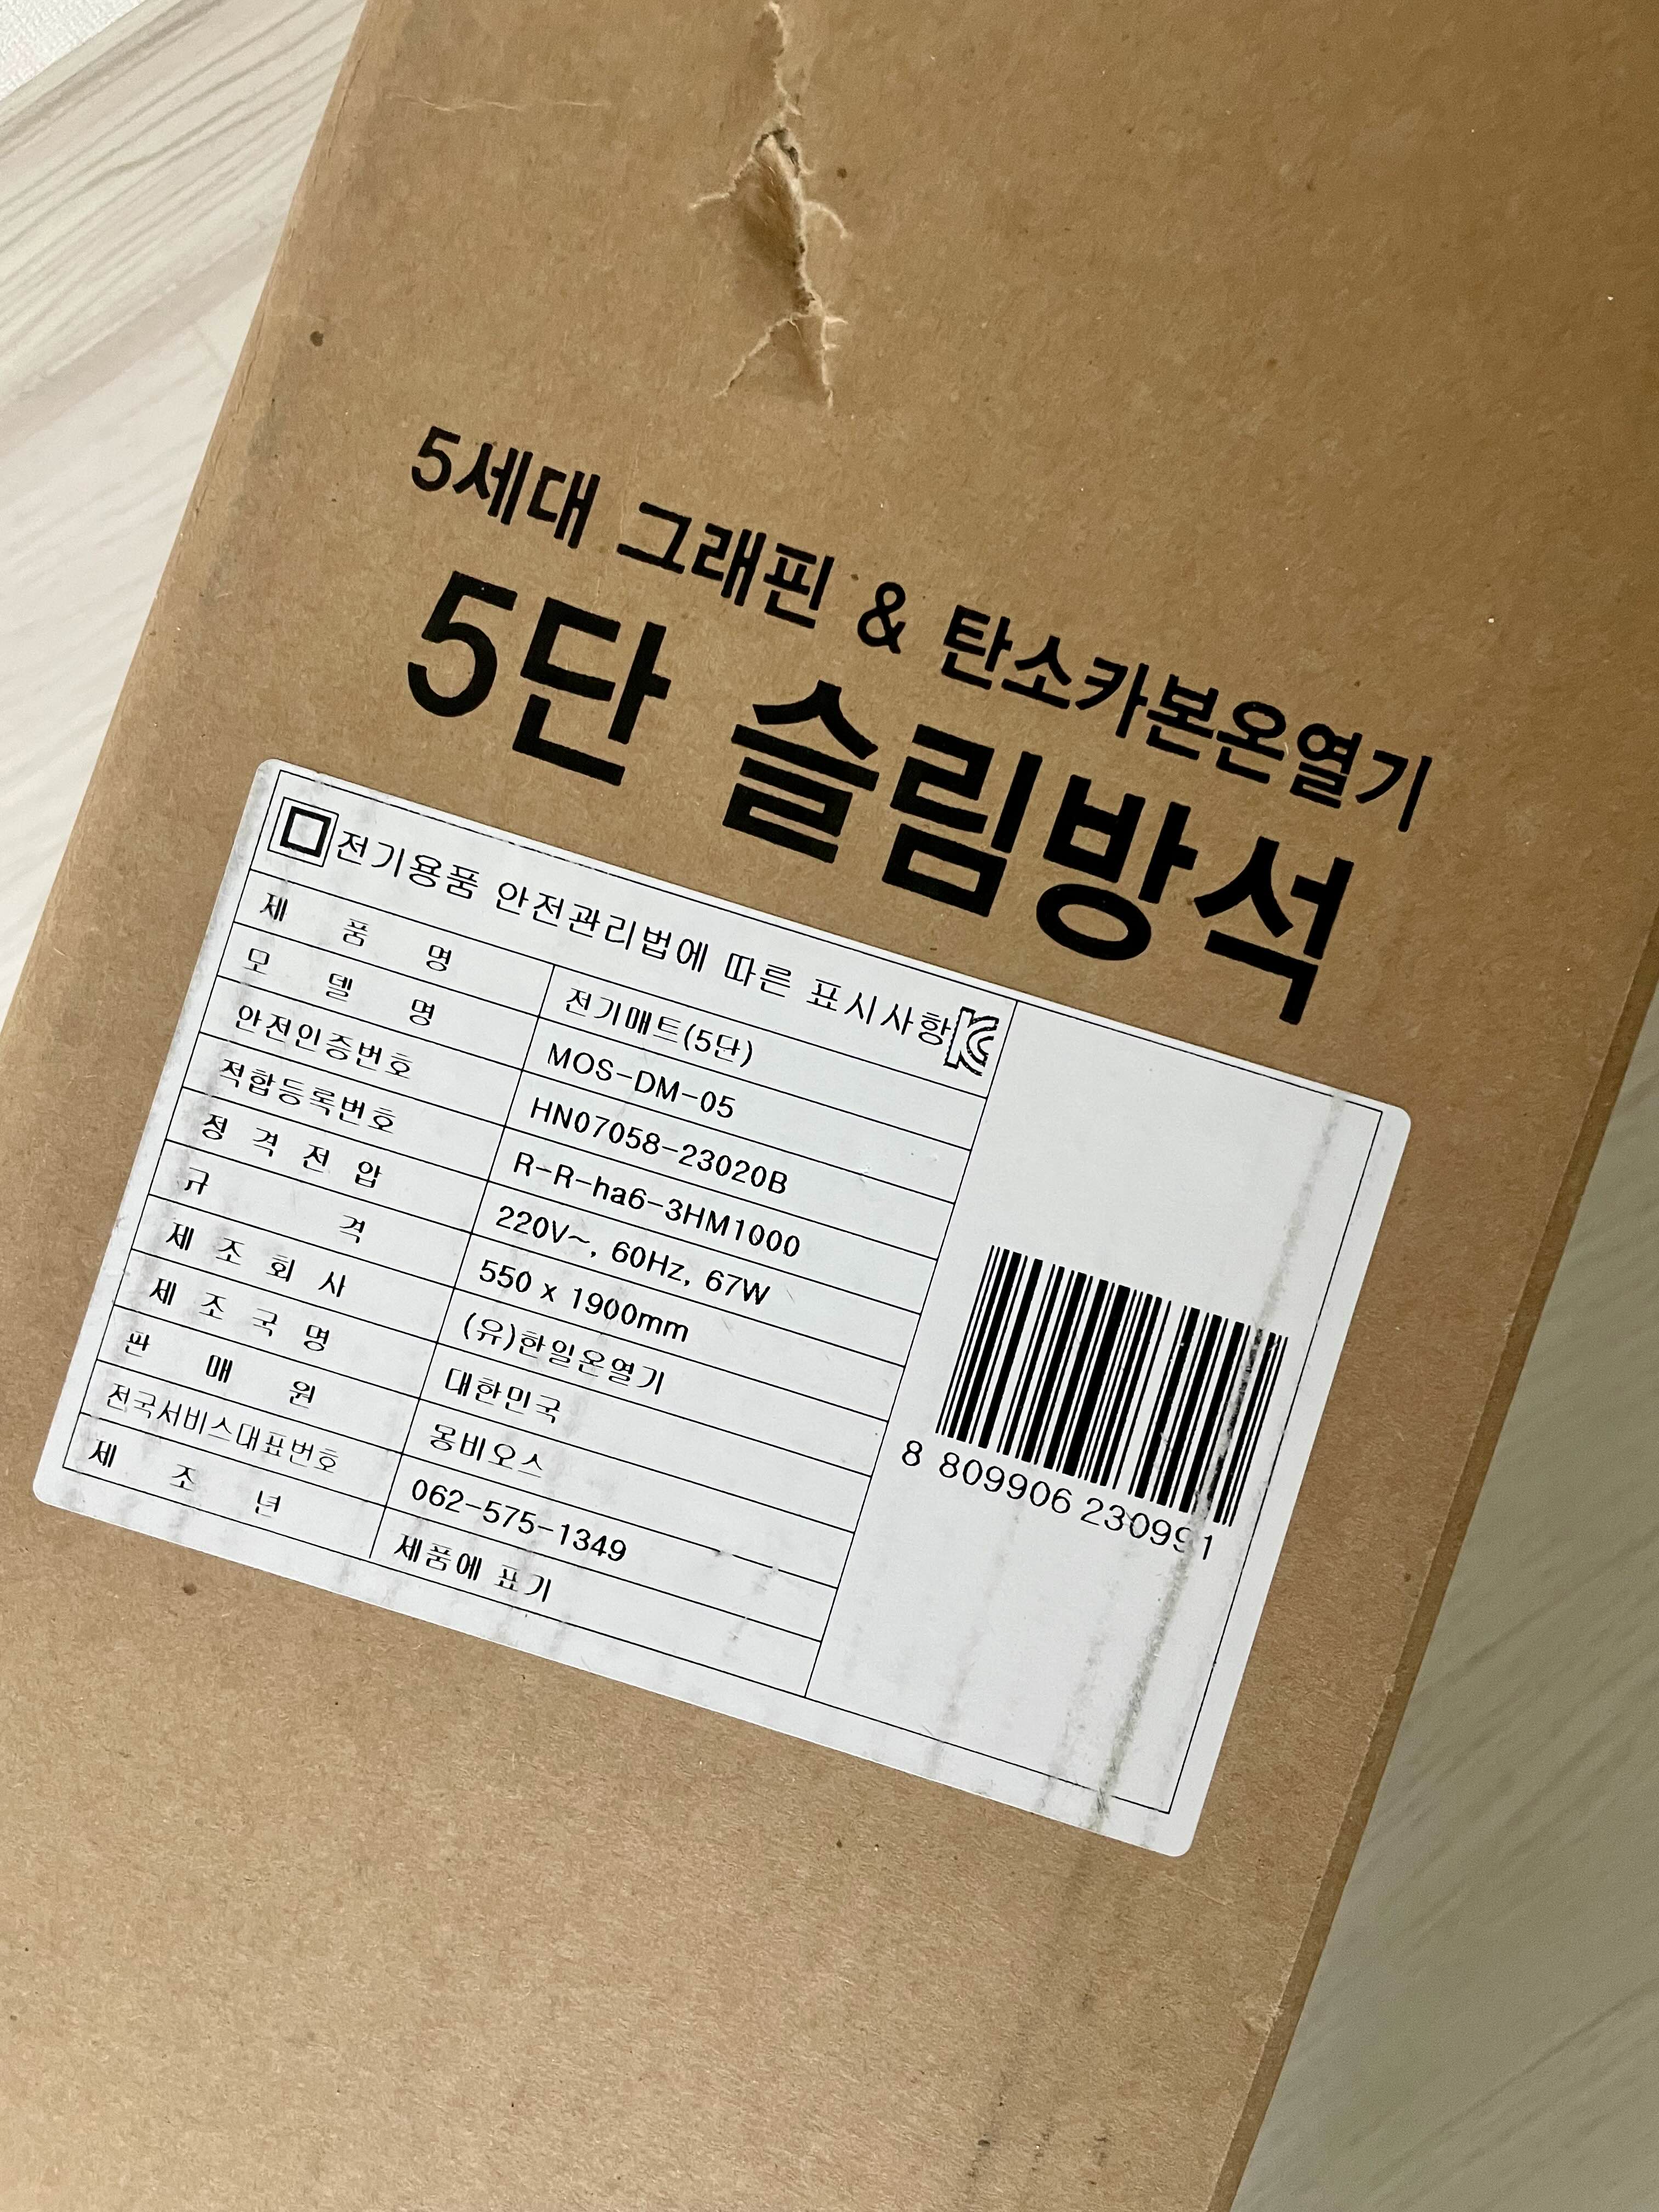 5세대 그래핀 & 탄소카본온열기
5단 슬림방석
전기용품 안전관리법에 따른 표시사항
제 품 명 전기매트(5단)
모 델 명 MOS-DM-05
안전인증번호 HN07058-23020B
적합등록번호 R-R-ha6-3HM1000
정 격 전 압 220V~, 60Hz, 67W
규 격 550 x 1900mm
제 조 회 사 (유)한일온열기
제 조 국 명 대한민국
판 매 원 몽비오스
전국서비스대표번호 062-575-1349
제 조 년 제품에 표기
8 809906 230991